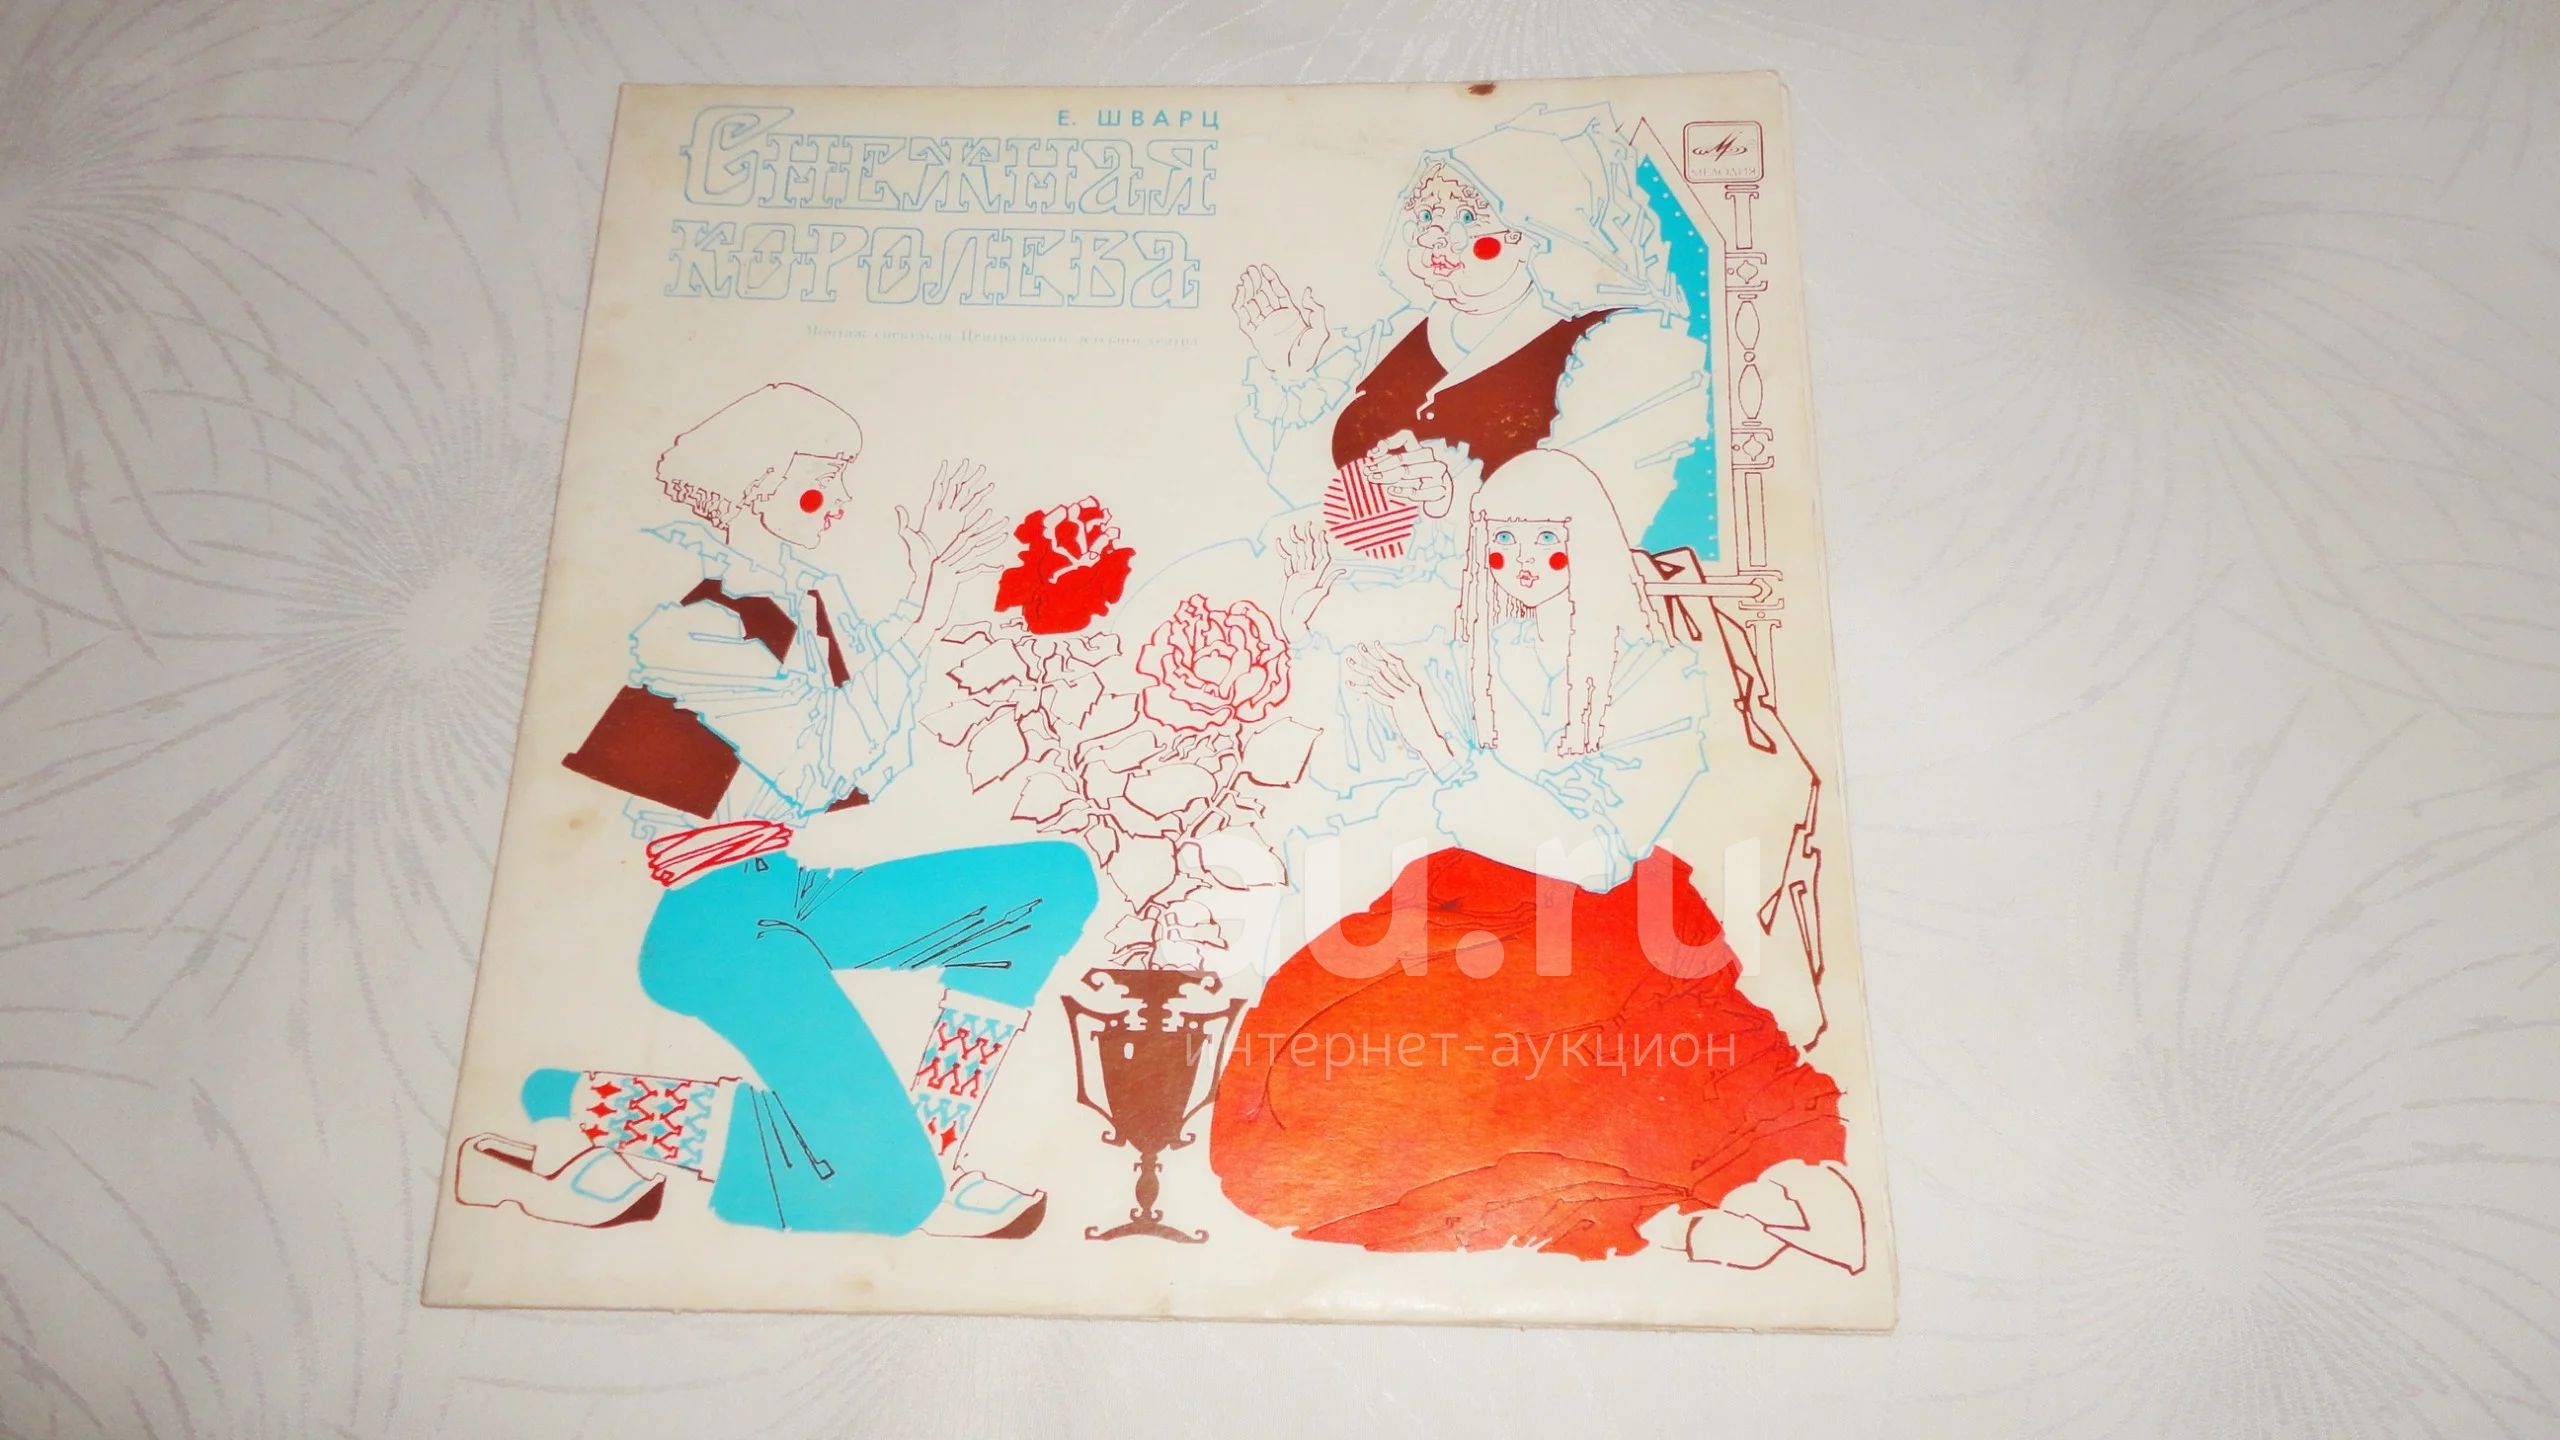 Е. ШВАРЦ
СНЕЖНАЯ
КОРОЛЕВА
Монтаж спектакля Центрального детского театра
МЕЛОДИЯ
au.ru
интернет-аукцион